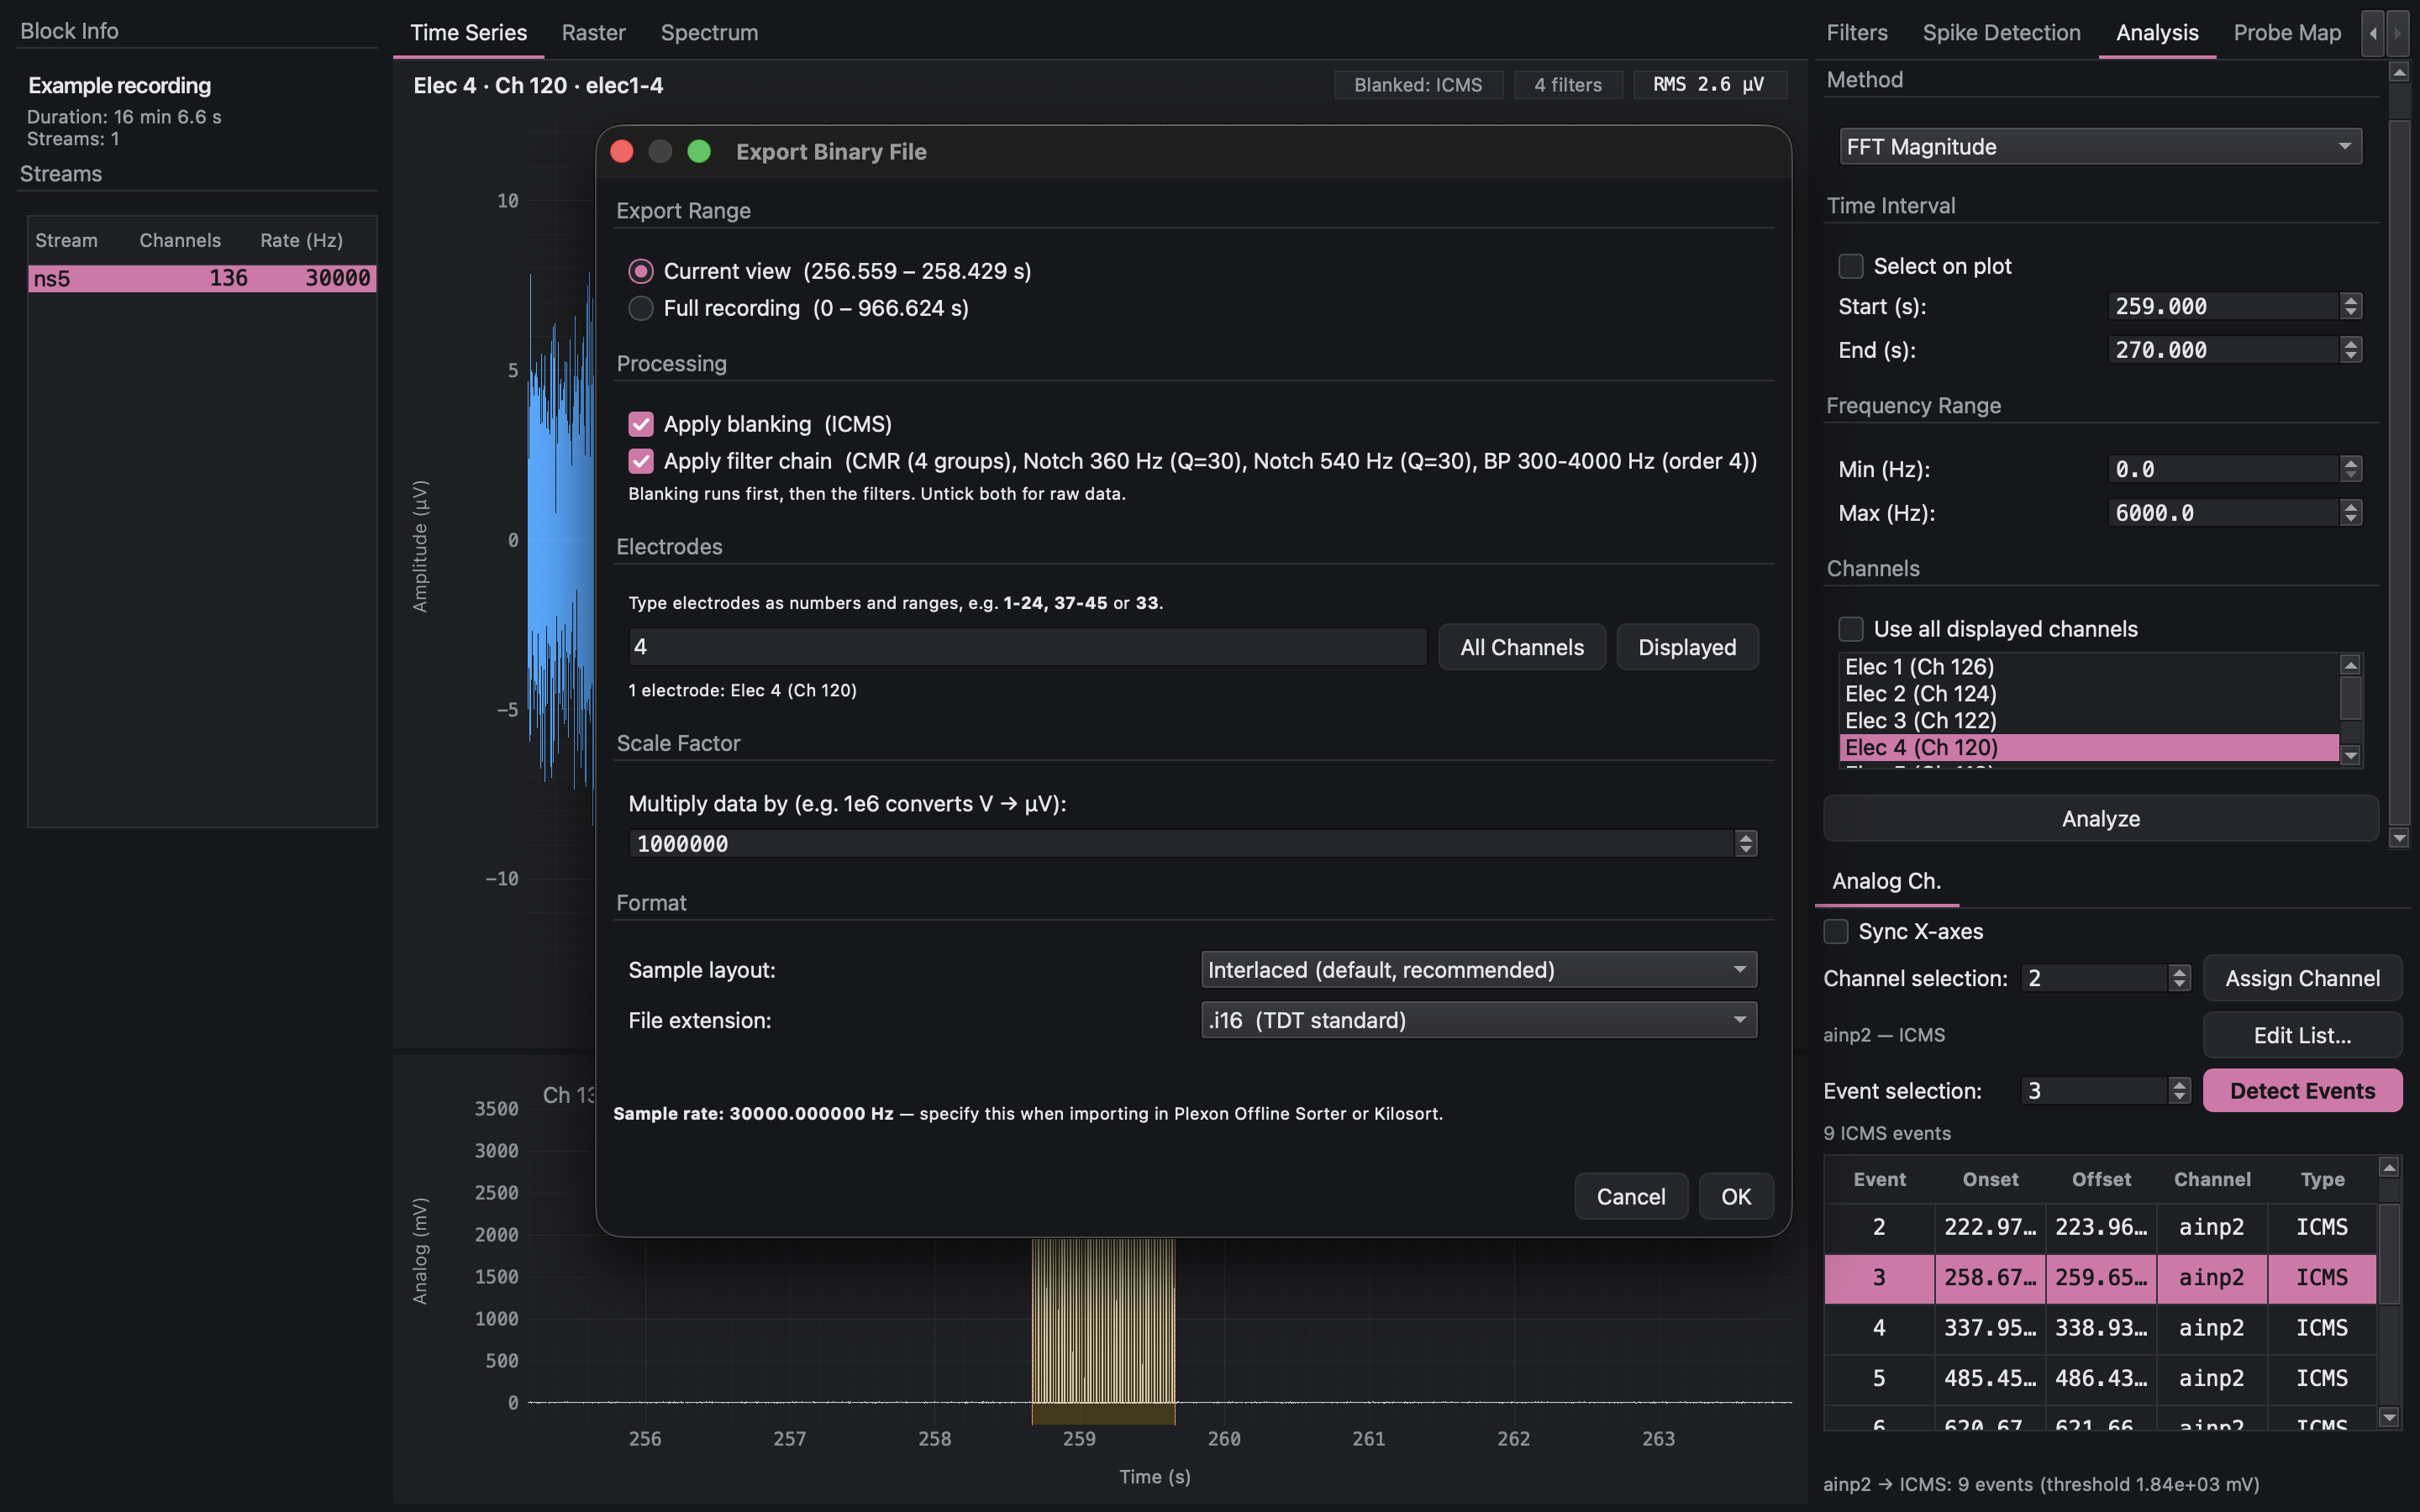 Block Info
Example recording
Duration: 16 min 6.6 s
Streams: 1
Streams
Stream Channels Rate (Hz)
ns5 136 30000
Time Series Raster Spectrum
Elec 4 · Ch 120 · elec1-4
Blanked: ICMS 4 filters RMS 2.6 µV
10
5
0
−5
−10
Amplitude (µV)
Export Binary File
Export Range
Current view (256.559 – 258.429 s)
Full recording (0 – 966.624 s)
Processing
Apply blanking (ICMS)
Apply filter chain (CMR (4 groups), Notch 360 Hz (Q=30), Notch 540 Hz (Q=30), BP 300-4000 Hz (order 4))
Blanking runs first, then the filters. Untick both for raw data.
Electrodes
Type electrodes as numbers and ranges, e.g. 1-24, 37-45 or 33.
4 All Channels Displayed
1 electrode: Elec 4 (Ch 120)
Scale Factor
Multiply data by (e.g. 1e6 converts V → µV):
1000000
Format
Sample layout: Interlaced (default, recommended)
File extension: .i16 (TDT standard)
Sample rate: 30000.000000 Hz — specify this when importing in Plexon Offline Sorter or Kilosort.
Cancel OK
Ch
3500
3000
2500
2000
1500
1000
500
0
Analog (mV)
256 257 258 259 260 261 262 263
Time (s)
Filters Spike Detection Analysis Probe Map
Method
FFT Magnitude
Time Interval
Select on plot
Start (s): 259.000
End (s): 270.000
Frequency Range
Min (Hz): 0.0
Max (Hz): 6000.0
Channels
Use all displayed channels
Elec 1 (Ch 126)
Elec 2 (Ch 124)
Elec 3 (Ch 122)
Elec 4 (Ch 120)
Analyze
Analog Ch.
Sync X-axes
Channel selection: 2 Assign Channel
ainp2 — ICMS Edit List...
Event selection: 3 Detect Events
9 ICMS events
Event Onset Offset Channel Type
2 222.97… 223.96… ainp2 ICMS
3 258.67… 259.65… ainp2 ICMS
4 337.95… 338.93… ainp2 ICMS
5 485.45… 486.43… ainp2 ICMS
6 620.67 621.66 ainp2 ICMS
ainp2 → ICMS: 9 events (threshold 1.84e+03 mV)